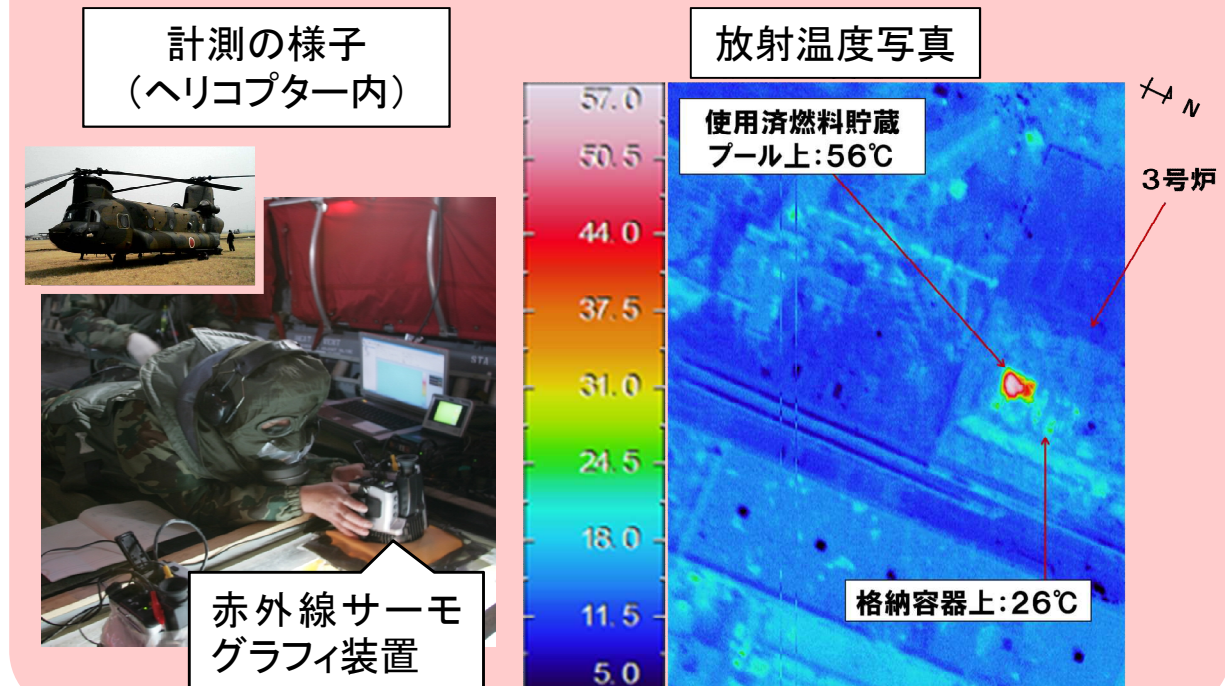 計測の様子
(ヘリコプター内)
放射温度写真
57.0
50.5
44.0
37.5
31.0
24.5
18.0
11.5
5.0
使用済燃料貯蔵
プール上:56℃
N
3号炉
格納容器上:26℃
赤外線サーモ
グラフィ装置
STA